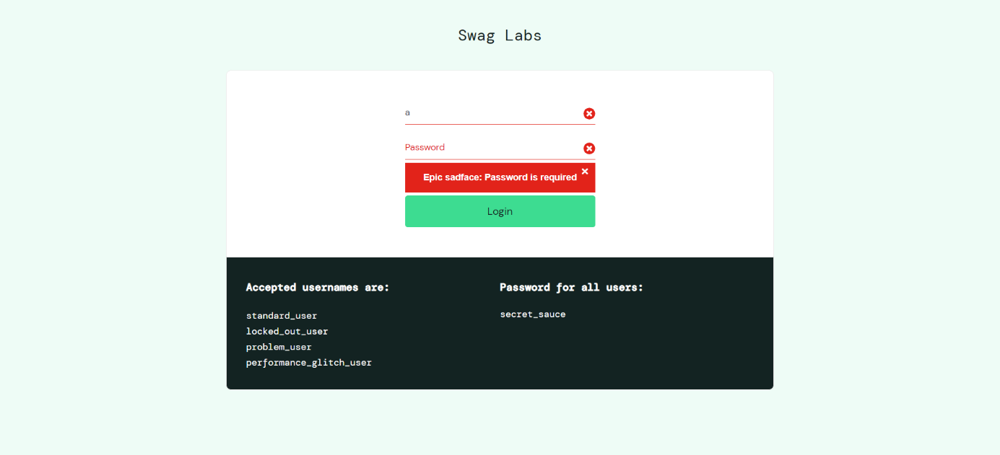 Swag Labs
a
Password
Epic sadface: Password is required
Login
Accepted usernames are:
standard_user
locked_out_user
problem_user
performance_glitch_user
Password for all users:
secret_sauce